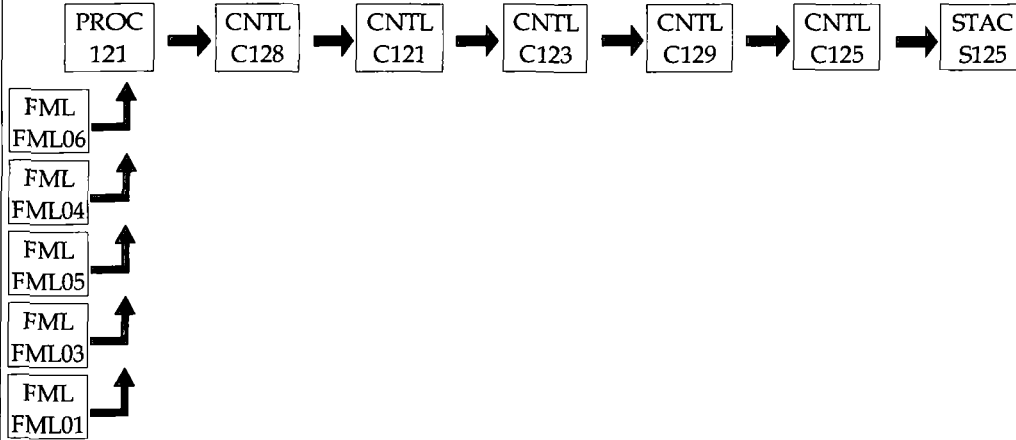 PROC
121
CNTL
C128
CNTL
C121
CNTL
C123
CNTL
C129
CNTL
C125
STAC
S125
FML
FML06
FML
FML04
FML
FML05
FML
FML03
FML
FML01